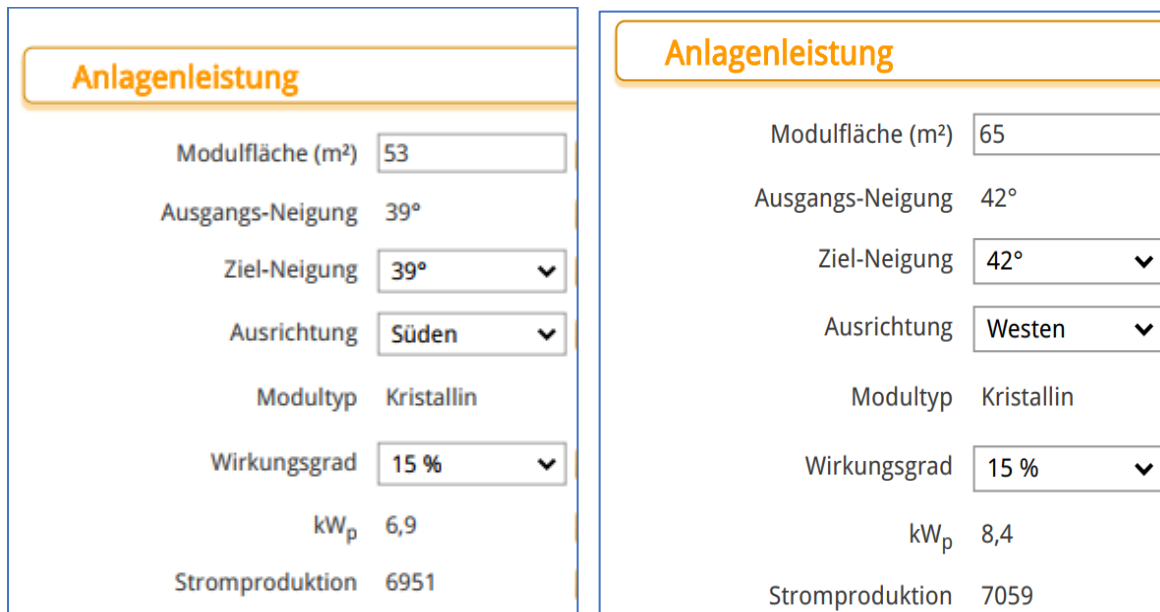 Anlagenleistung
Modulfläche (m²) 53
Ausgangs-Neigung 39°
Ziel-Neigung 39°
Ausrichtung Süden
Modultyp Kristallin
Wirkungsgrad 15 %
kWp 6,9
Stromproduktion 6951
Anlagenleistung
Modulfläche (m²) 65
Ausgangs-Neigung 42°
Ziel-Neigung 42°
Ausrichtung Westen
Modultyp Kristallin
Wirkungsgrad 15 %
kWp 8,4
Stromproduktion 7059